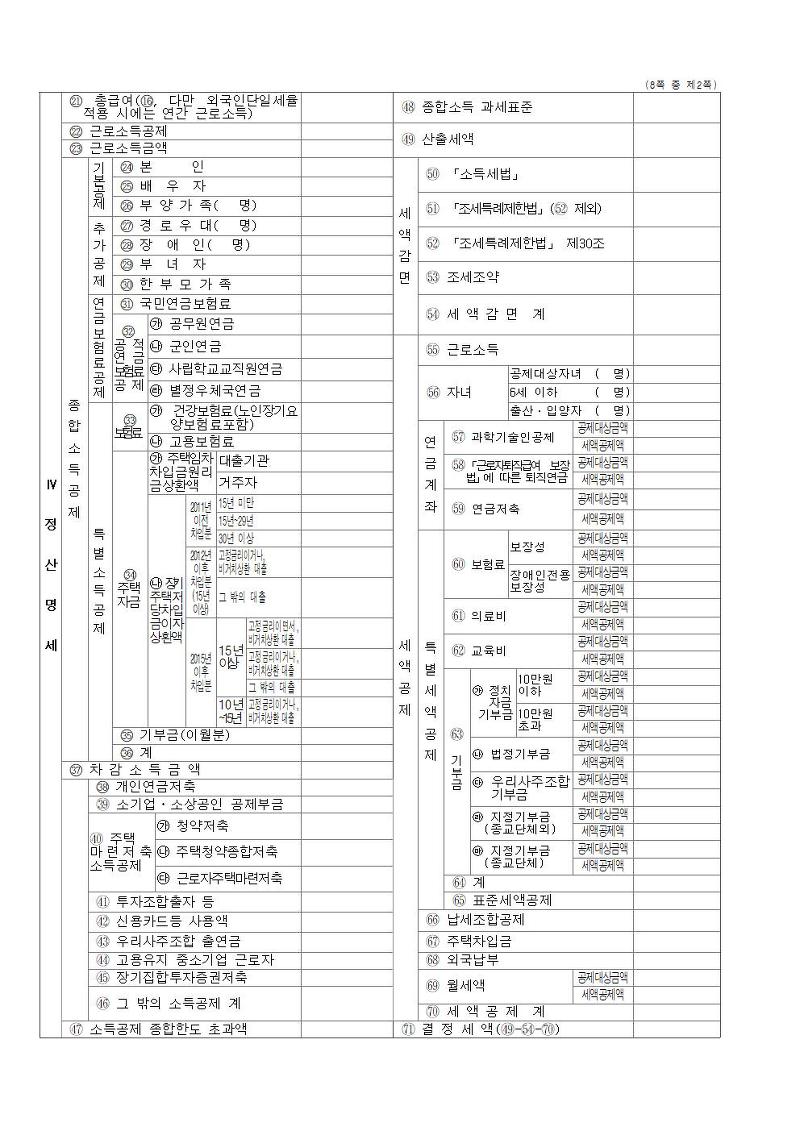 (8쪽 중 제2쪽)
Ⅳ
정
산
명
세
㉑ 총급여(⑯, 다만 외국인단일세율
적용 시에는 연간 근로소득)
㉒ 근로소득공제
㉓ 근로소득금액
종
합
소
득
공
제
기
본
공
제
㉔ 본 인
㉕ 배 우 자
㉖ 부 양 가 족( 명)
추
가
공
제
㉗ 경 로 우 대( 명)
㉘ 장 애 인( 명)
㉙ 부 녀 자
㉚ 한 부 모 가 족
연
금
보
험
료
공
제
㉛ 국민연금보험료
㉜
공 적
연 금
보험료
공 제
㉮ 공무원연금
㉯ 군인연금
㉰ 사립학교교직원연금
㉱ 별정우체국연금
특
별
소
득
공
제
㉝
보험료
㉮ 건강보험료(노인장기요
양보험료포함)
㉯ 고용보험료
㉞
주택
자금
㉮ 주택임차
차입금원리
금상환액
대출기관
거주자
㉯ 장기
주택저
당차입
금이자
상환액
2011년
이전
차입분
15년 미만
15년~29년
30년 이상
2012년
이후
차입분
(15년
이상)
고정금리이거나,
비거치상환 대출
그 밖의 대출
2015년
이후
차입분
15년
이상
고정금리이면서,
비거치상환 대출
고정금리이거나,
비거치상환 대출
그 밖의 대출
10년
~15년
고정금리이거나,
비거치상환 대출
㉟ 기부금(이월분)
㊱ 계
㊲ 차 감 소 득 금 액
㊳ 개인연금저축
㊴ 소기업ㆍ소상공인 공제부금
㊵ 주택
마련저축
소득공제
㉮ 청약저축
㉯ 주택청약종합저축
㉰ 근로자주택마련저축
㊶ 투자조합출자 등
㊷ 신용카드등 사용액
㊸ 우리사주조합 출연금
㊹ 고용유지 중소기업 근로자
㊺ 장기집합투자증권저축
㊻ 그 밖의 소득공제 계
㊼ 소득공제 종합한도 초과액
㊽ 종합소득 과세표준
㊾ 산출세액
세
액
감
면
㊿ 「소득세법」
51 「조세특례제한법」(52 제외)
52 「조세특례제한법」 제30조
53 조세조약
54 세 액 감 면 계
세
액
공
제
55 근로소득
56 자녀
공제대상자녀 ( 명)
6세 이하 ( 명)
출산ㆍ입양자 ( 명)
연
금
계
좌
57 과학기술인공제
공제대상금액
세액공제액
58 「근로자퇴직급여 보장
법」에 따른 퇴직연금
공제대상금액
세액공제액
59 연금저축
공제대상금액
세액공제액
특
별
세
액
공
제
60 보험료
보장성
공제대상금액
세액공제액
장애인전용
보장성
공제대상금액
세액공제액
61 의료비
공제대상금액
세액공제액
62 교육비
공제대상금액
세액공제액
63
기
부
금
㉮ 정치
자금
기부금
10만원
이하
공제대상금액
세액공제액
10만원
초과
공제대상금액
세액공제액
㉯ 법정기부금
공제대상금액
세액공제액
㉰ 우리사주조합
기부금
공제대상금액
세액공제액
㉱ 지정기부금
(종교단체외)
공제대상금액
세액공제액
㉲ 지정기부금
(종교단체)
공제대상금액
세액공제액
64 계
65 표준세액공제
66 납세조합공제
67 주택차입금
68 외국납부
69 월세액
공제대상금액
세액공제액
70 세 액 공 제 계
71 결 정 세 액(㊾-54-70)